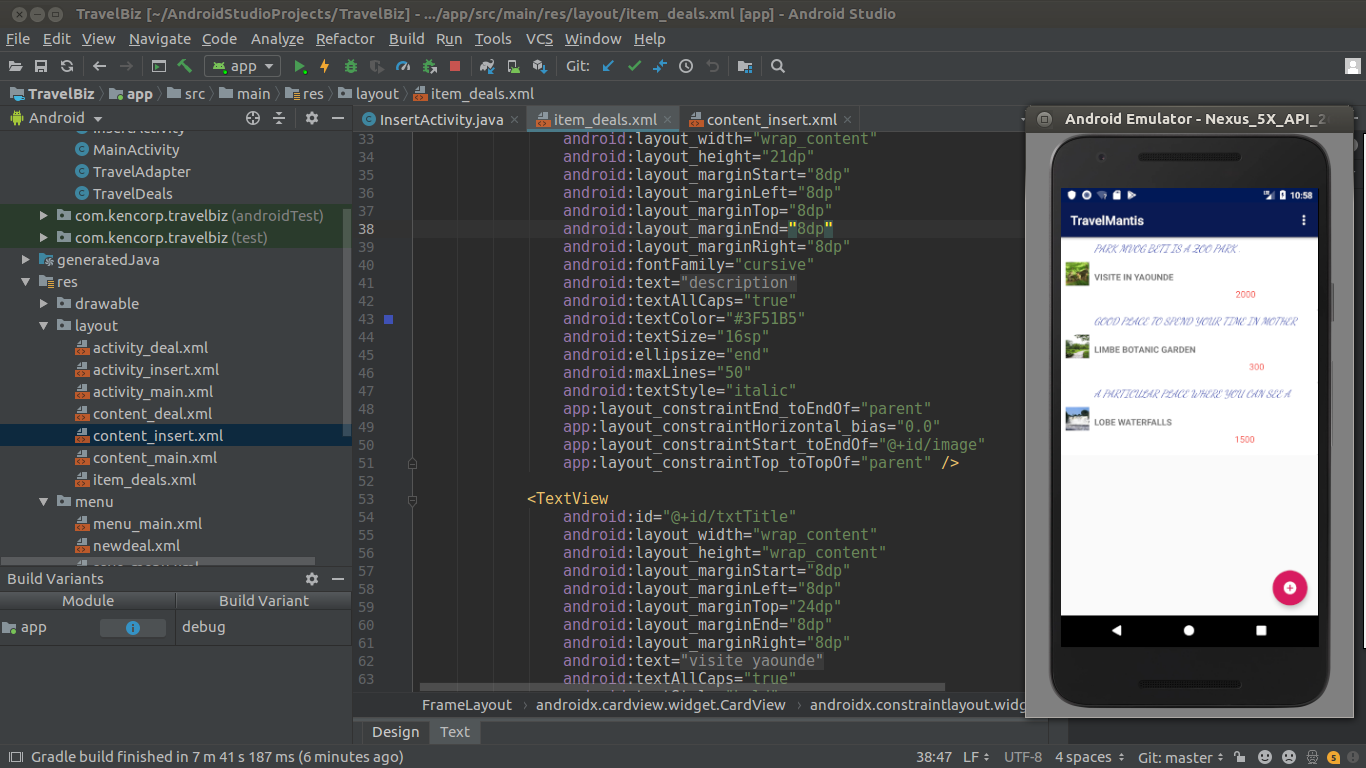 TravelBiz [~/AndroidStudioProjects/TravelBiz] - .../app/src/main/res/layout/item_deals.xml [app] - Android Studio
File Edit View Navigate Code Analyze Refactor Build Run Tools VCS Window Help
app Git:
TravelBiz app src main res layout item_deals.xml
Android
InsertActivity
MainActivity
TravelAdapter
TravelDeals
com.kencorp.travelbiz (androidTest)
com.kencorp.travelbiz (test)
generatedJava
res
drawable
layout
activity_deal.xml
activity_insert.xml
activity_main.xml
content_deal.xml
content_insert.xml
content_main.xml
item_deals.xml
menu
menu_main.xml
newdeal.xml
Build Variants
Module Build Variant
app debug
InsertActivity.java item_deals.xml content_insert.xml
33 android:layout_width="wrap_content"
34 android:layout_height="21dp"
35 android:layout_marginStart="8dp"
36 android:layout_marginLeft="8dp"
37 android:layout_marginTop="8dp"
38 android:layout_marginEnd="8dp"
39 android:layout_marginRight="8dp"
40 android:fontFamily="cursive"
41 android:text="description"
42 android:textAllCaps="true"
43 android:textColor="#3F51B5"
44 android:textSize="16sp"
45 android:ellipsize="end"
46 android:maxLines="50"
47 android:textStyle="italic"
48 app:layout_constraintEnd_toEndOf="parent"
49 app:layout_constraintHorizontal_bias="0.0"
50 app:layout_constraintStart_toEndOf="@+id/image"
51 app:layout_constraintTop_toTopOf="parent" />
52
53 <TextView
54 android:id="@+id/txtTitle"
55 android:layout_width="wrap_content"
56 android:layout_height="wrap_content"
57 android:layout_marginStart="8dp"
58 android:layout_marginLeft="8dp"
59 android:layout_marginTop="24dp"
60 android:layout_marginEnd="8dp"
61 android:layout_marginRight="8dp"
62 android:text="visite yaounde"
63 android:textAllCaps="true"
FrameLayout androidx.cardview.widget.CardView androidx.constraintlayout.widg
Design Text
Android Emulator - Nexus_5X_API_2
10:58
TravelMantis
PARK MVOG BETI IS A ZOO PARK .
VISITE IN YAOUNDE
2000
GOOD PLACE TO SPEND YOUR TIME IN MOTHER
LIMBE BOTANIC GARDEN
300
A PARTICULAR PLACE WHERE YOU CAN SEE A
LOBE WATERFALLS
1500
Gradle build finished in 7 m 41 s 187 ms (6 minutes ago) 38:47 LF UTF-8 4 spaces Git: master 5